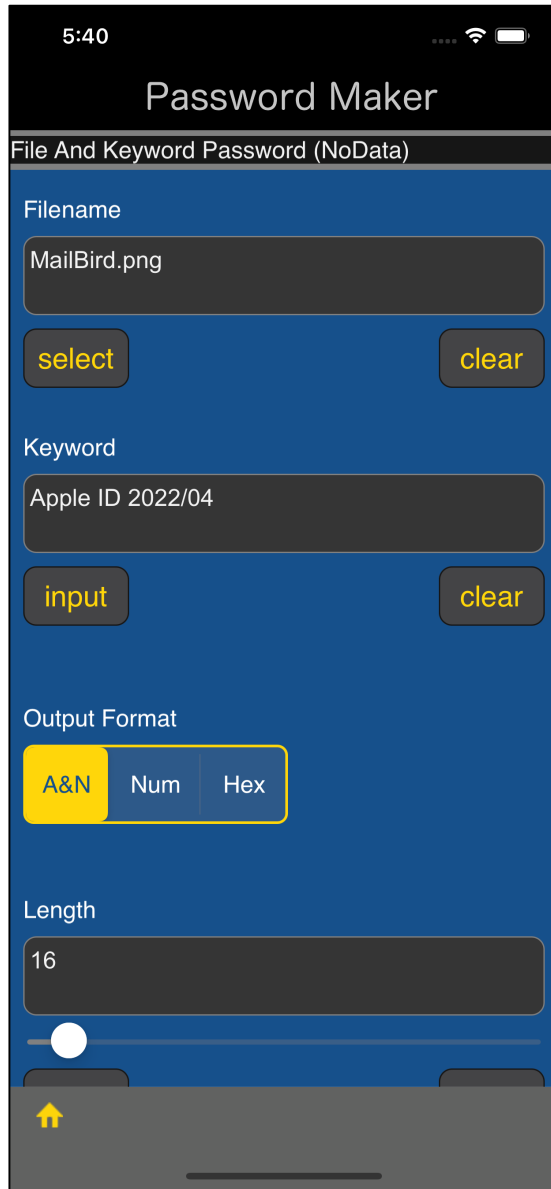 5:40
Password Maker
File And Keyword Password (NoData)
Filename
MailBird.png
select clear
Keyword
Apple ID 2022/04
input clear
Output Format
A&N Num Hex
Length
16